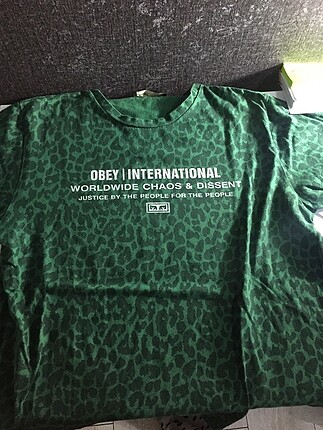 OBEY | INTERNATIONAL
WORLDWIDE CHAOS & DISSENT
JUSTICE BY THE PEOPLE FOR THE PEOPLE